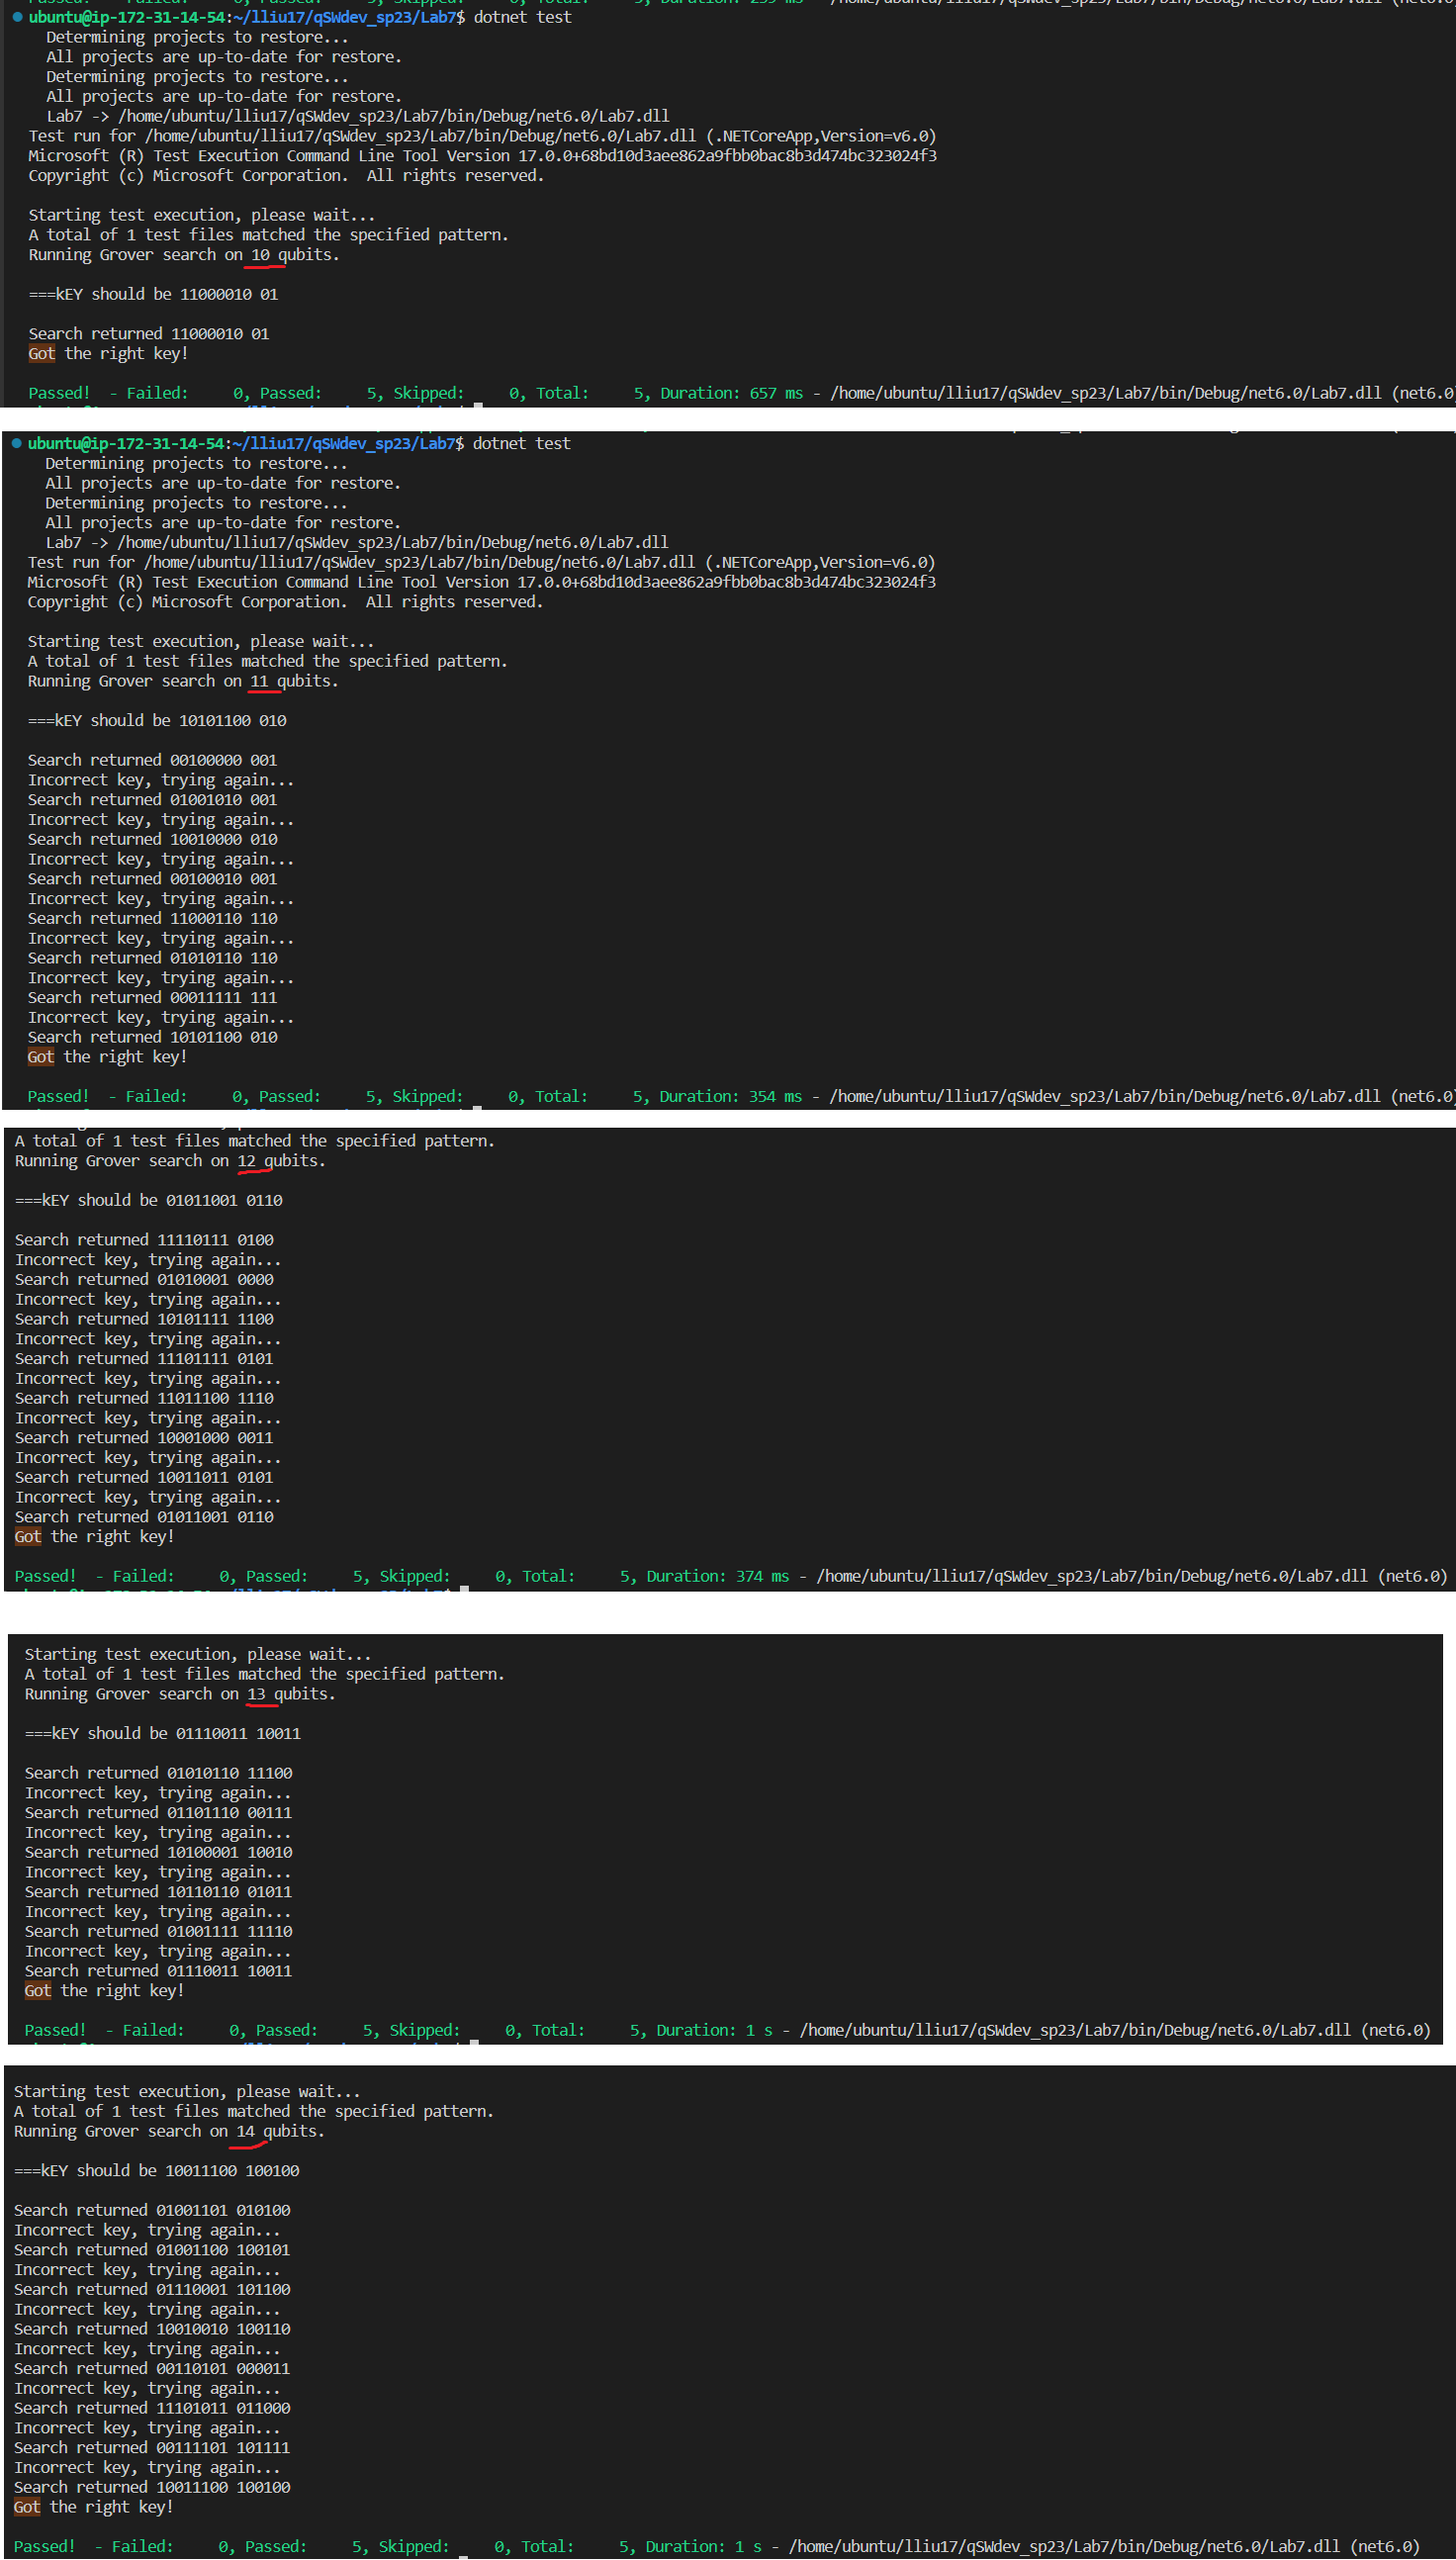 ubuntu@ip-172-31-14-54:~/lliu17/qSWdev_sp23/Lab7$ dotnet test
Determining projects to restore...
All projects are up-to-date for restore.
Determining projects to restore...
All projects are up-to-date for restore.
Lab7 -> /home/ubuntu/lliu17/qSWdev_sp23/Lab7/bin/Debug/net6.0/Lab7.dll
Test run for /home/ubuntu/lliu17/qSWdev_sp23/Lab7/bin/Debug/net6.0/Lab7.dll (.NETCoreApp,Version=v6.0)
Microsoft (R) Test Execution Command Line Tool Version 17.0.0+68bd10d3aee862a9fbb0bac8b3d474bc323024f3
Copyright (c) Microsoft Corporation.  All rights reserved.
Starting test execution, please wait...
A total of 1 test files matched the specified pattern.
Running Grover search on 10 qubits.
===kEY should be 11000010 01
Search returned 11000010 01
Got the right key!
Passed!  - Failed:     0, Passed:     5, Skipped:     0, Total:     5, Duration: 657 ms - /home/ubuntu/lliu17/qSWdev_sp23/Lab7/bin/Debug/net6.0/Lab7.dll (net6.0
ubuntu@ip-172-31-14-54:~/lliu17/qSWdev_sp23/Lab7$ dotnet test
Determining projects to restore...
All projects are up-to-date for restore.
Determining projects to restore...
All projects are up-to-date for restore.
Lab7 -> /home/ubuntu/lliu17/qSWdev_sp23/Lab7/bin/Debug/net6.0/Lab7.dll
Test run for /home/ubuntu/lliu17/qSWdev_sp23/Lab7/bin/Debug/net6.0/Lab7.dll (.NETCoreApp,Version=v6.0)
Microsoft (R) Test Execution Command Line Tool Version 17.0.0+68bd10d3aee862a9fbb0bac8b3d474bc323024f3
Copyright (c) Microsoft Corporation.  All rights reserved.
Starting test execution, please wait...
A total of 1 test files matched the specified pattern.
Running Grover search on 11 qubits.
===kEY should be 10101100 010
Search returned 00100000 001
Incorrect key, trying again...
Search returned 01001010 001
Incorrect key, trying again...
Search returned 10010000 010
Incorrect key, trying again...
Search returned 00100010 001
Incorrect key, trying again...
Search returned 11000110 110
Incorrect key, trying again...
Search returned 01010110 110
Incorrect key, trying again...
Search returned 00011111 111
Incorrect key, trying again...
Search returned 10101100 010
Got the right key!
Passed!  - Failed:     0, Passed:     5, Skipped:     0, Total:     5, Duration: 354 ms - /home/ubuntu/lliu17/qSWdev_sp23/Lab7/bin/Debug/net6.0/Lab7.dll (net6.0)
A total of 1 test files matched the specified pattern.
Running Grover search on 12 qubits.
===kEY should be 01011001 0110
Search returned 11110111 0100
Incorrect key, trying again...
Search returned 01010001 0000
Incorrect key, trying again...
Search returned 10101111 1100
Incorrect key, trying again...
Search returned 11101111 0101
Incorrect key, trying again...
Search returned 11011100 1110
Incorrect key, trying again...
Search returned 10001000 0011
Incorrect key, trying again...
Search returned 10011011 0101
Incorrect key, trying again...
Search returned 01011001 0110
Got the right key!
Passed!  - Failed:     0, Passed:     5, Skipped:     0, Total:     5, Duration: 374 ms - /home/ubuntu/lliu17/qSWdev_sp23/Lab7/bin/Debug/net6.0/Lab7.dll (net6.0)
Starting test execution, please wait...
A total of 1 test files matched the specified pattern.
Running Grover search on 13 qubits.
===kEY should be 01110011 10011
Search returned 01010110 11100
Incorrect key, trying again...
Search returned 01101110 00111
Incorrect key, trying again...
Search returned 10100001 10010
Incorrect key, trying again...
Search returned 10110110 01011
Incorrect key, trying again...
Search returned 01001111 11110
Incorrect key, trying again...
Search returned 01110011 10011
Got the right key!
Passed!  - Failed:     0, Passed:     5, Skipped:     0, Total:     5, Duration: 1 s - /home/ubuntu/lliu17/qSWdev_sp23/Lab7/bin/Debug/net6.0/Lab7.dll (net6.0)
Starting test execution, please wait...
A total of 1 test files matched the specified pattern.
Running Grover search on 14 qubits.
===kEY should be 10011100 100100
Search returned 01001101 010100
Incorrect key, trying again...
Search returned 01001100 100101
Incorrect key, trying again...
Search returned 01110001 101100
Incorrect key, trying again...
Search returned 10010010 100110
Incorrect key, trying again...
Search returned 00110101 000011
Incorrect key, trying again...
Search returned 11101011 011000
Incorrect key, trying again...
Search returned 00111101 101111
Incorrect key, trying again...
Search returned 10011100 100100
Got the right key!
Passed!  - Failed:     0, Passed:     5, Skipped:     0, Total:     5, Duration: 1 s - /home/ubuntu/lliu17/qSWdev_sp23/Lab7/bin/Debug/net6.0/Lab7.dll (net6.0)